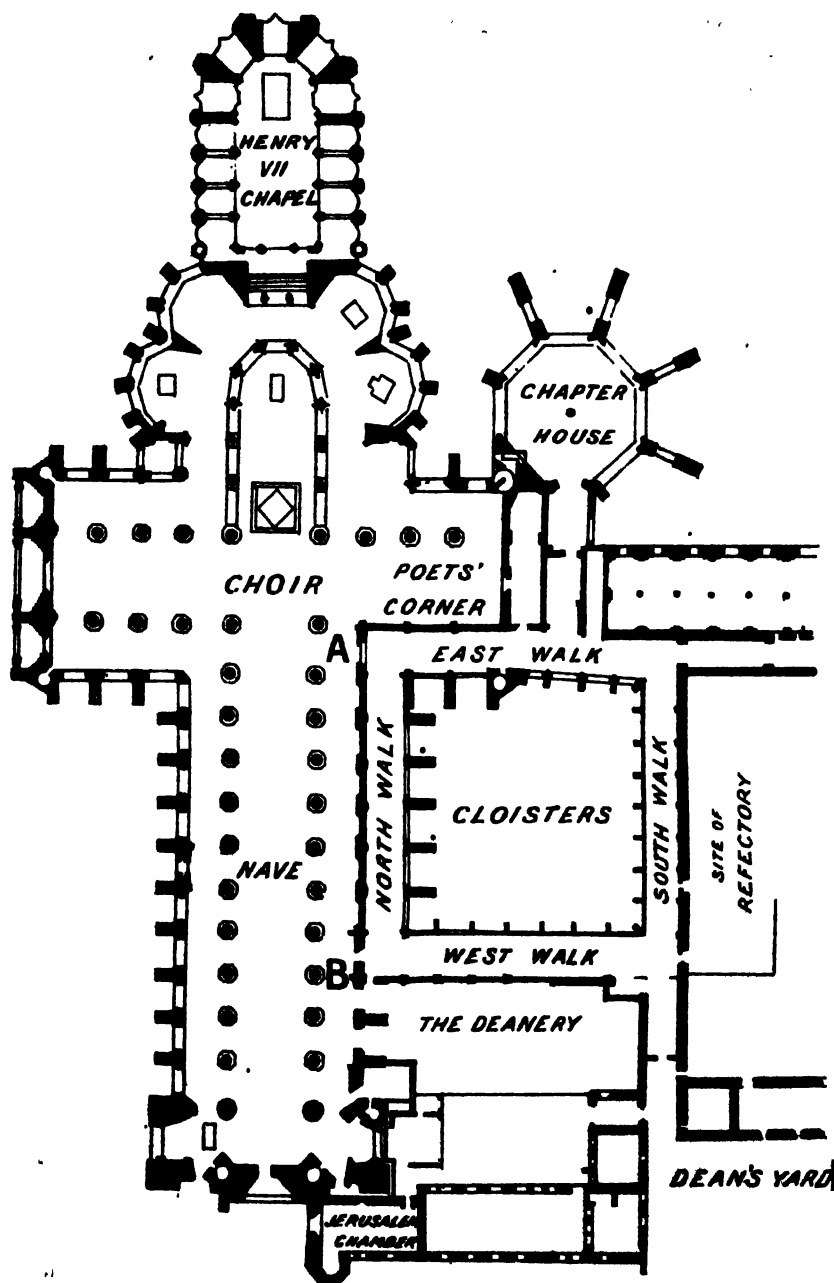 HENRY
VII
CHAPEL
CHAPTER
HOUSE
CHOIR
POETS'
CORNER
A
EAST WALK
NORTH WALK
CLOISTERS
SOUTH WALK
SITE OF
REFECTORY
NAVE
B
WEST WALK
THE DEANERY
DEAN'S YARD
JERUSALEM
CHAMBER